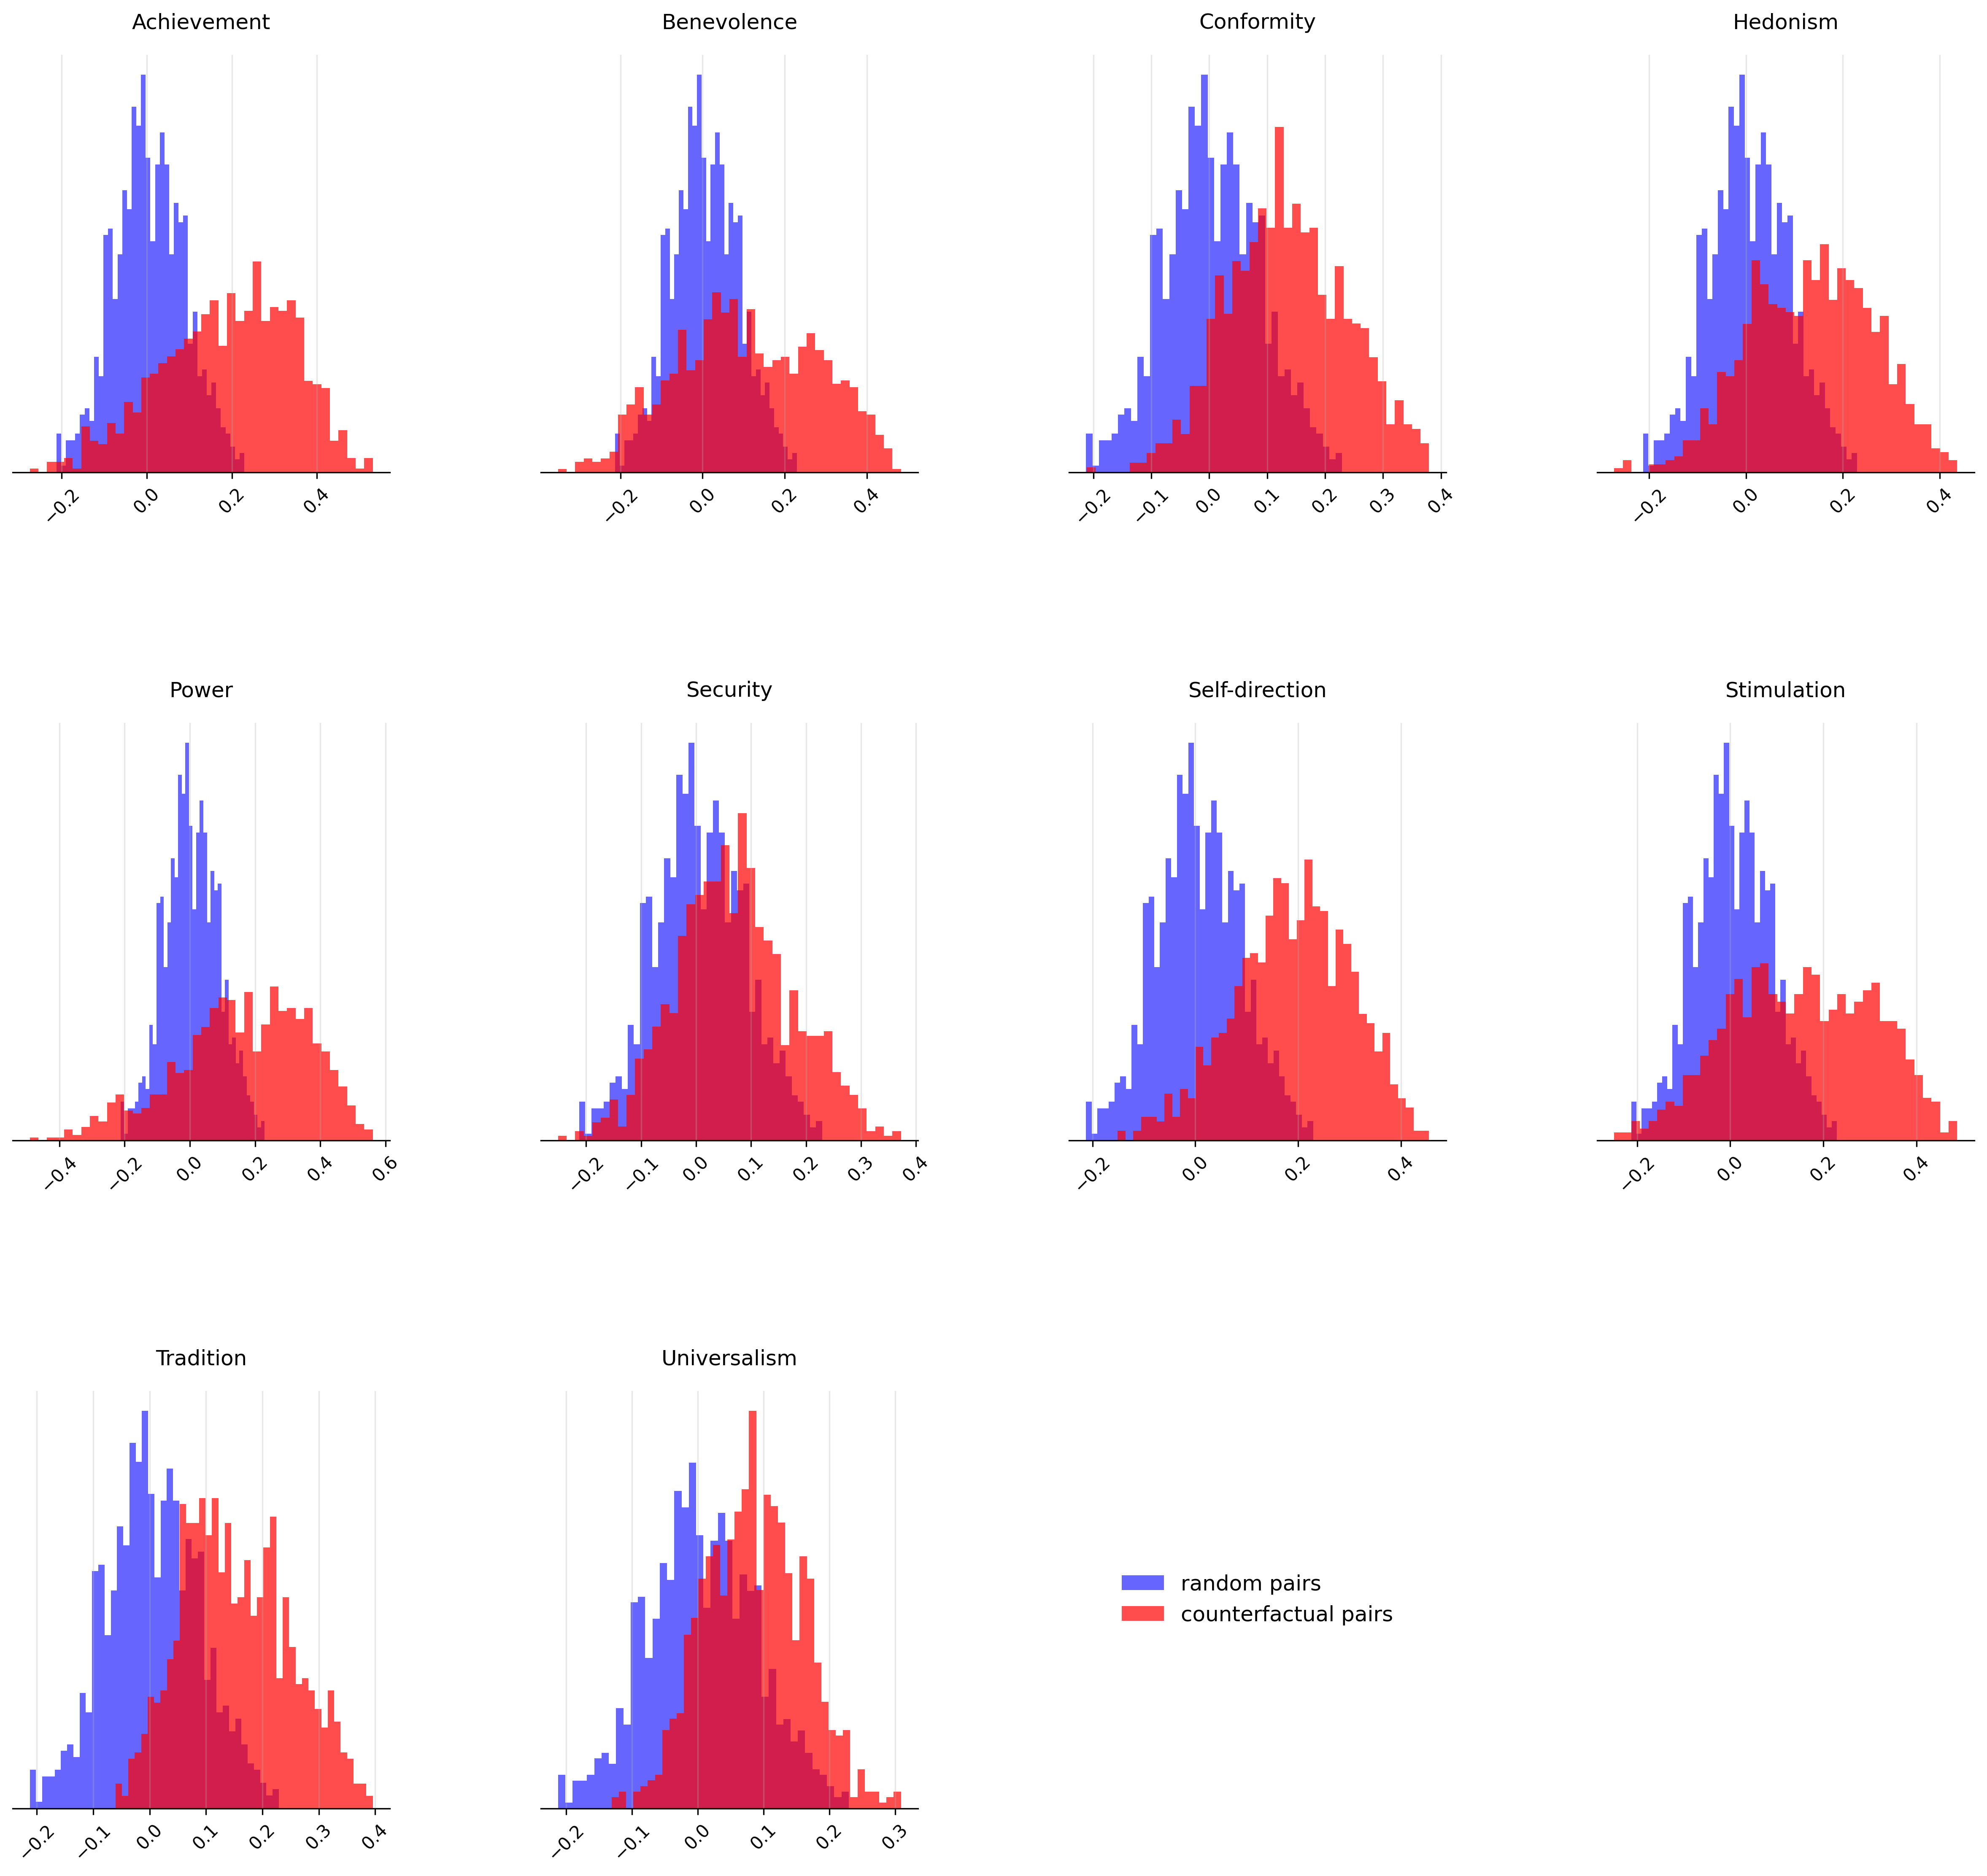 Achievement Benevolence Conformity Hedonism
−0.2 0.0 0.2 0.4 −0.2 0.0 0.2 0.4 −0.2 −0.1 0.0 0.1 0.2 0.3 0.4 −0.2 0.0 0.2 0.4
Power Security Self-direction Stimulation
−0.4 −0.2 0.0 0.2 0.4 0.6 −0.2 −0.1 0.0 0.1 0.2 0.3 0.4 −0.2 0.0 0.2 0.4 −0.2 0.0 0.2 0.4
Tradition Universalism
random pairs
counterfactual pairs
−0.2 −0.1 0.0 0.1 0.2 0.3 0.4 −0.2 −0.1 0.0 0.1 0.2 0.3